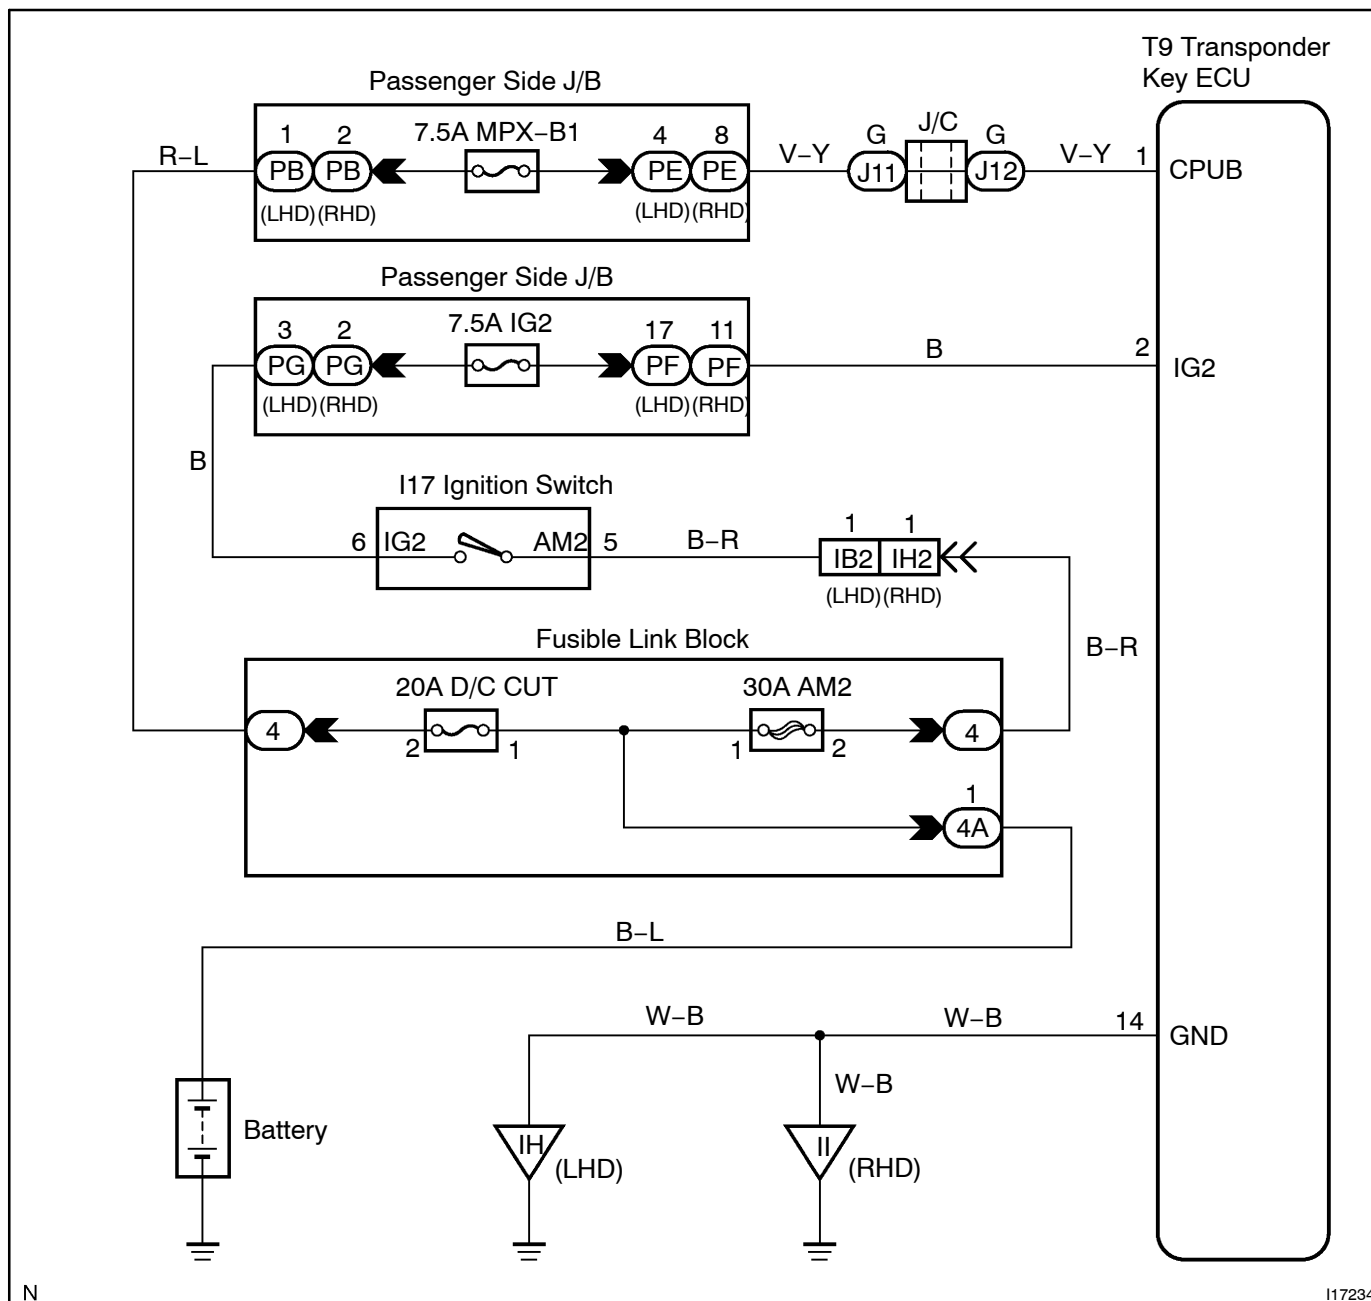 T9 Transponder
Key ECU
Passenger Side J/B
1 2 7.5A MPX–B1 4 8
R–L PB PB PE PE V–Y G J/C G V–Y 1 CPUB
J11 J12
(LHD) (RHD) (LHD) (RHD)
Passenger Side J/B
3 2 7.5A IG2 17 11
PG PG PF PF B 2 IG2
(LHD) (RHD) (LHD) (RHD)
B
I17 Ignition Switch
6 IG2 AM2 5 B–R 1 1
IB2 IH2
(LHD) (RHD)
B–R
Fusible Link Block
20A D/C CUT 30A AM2
4 2 1 1 2 4
1
4A
B–L
W–B W–B 14 GND
W–B
Battery IH (LHD) II (RHD)
N I17234